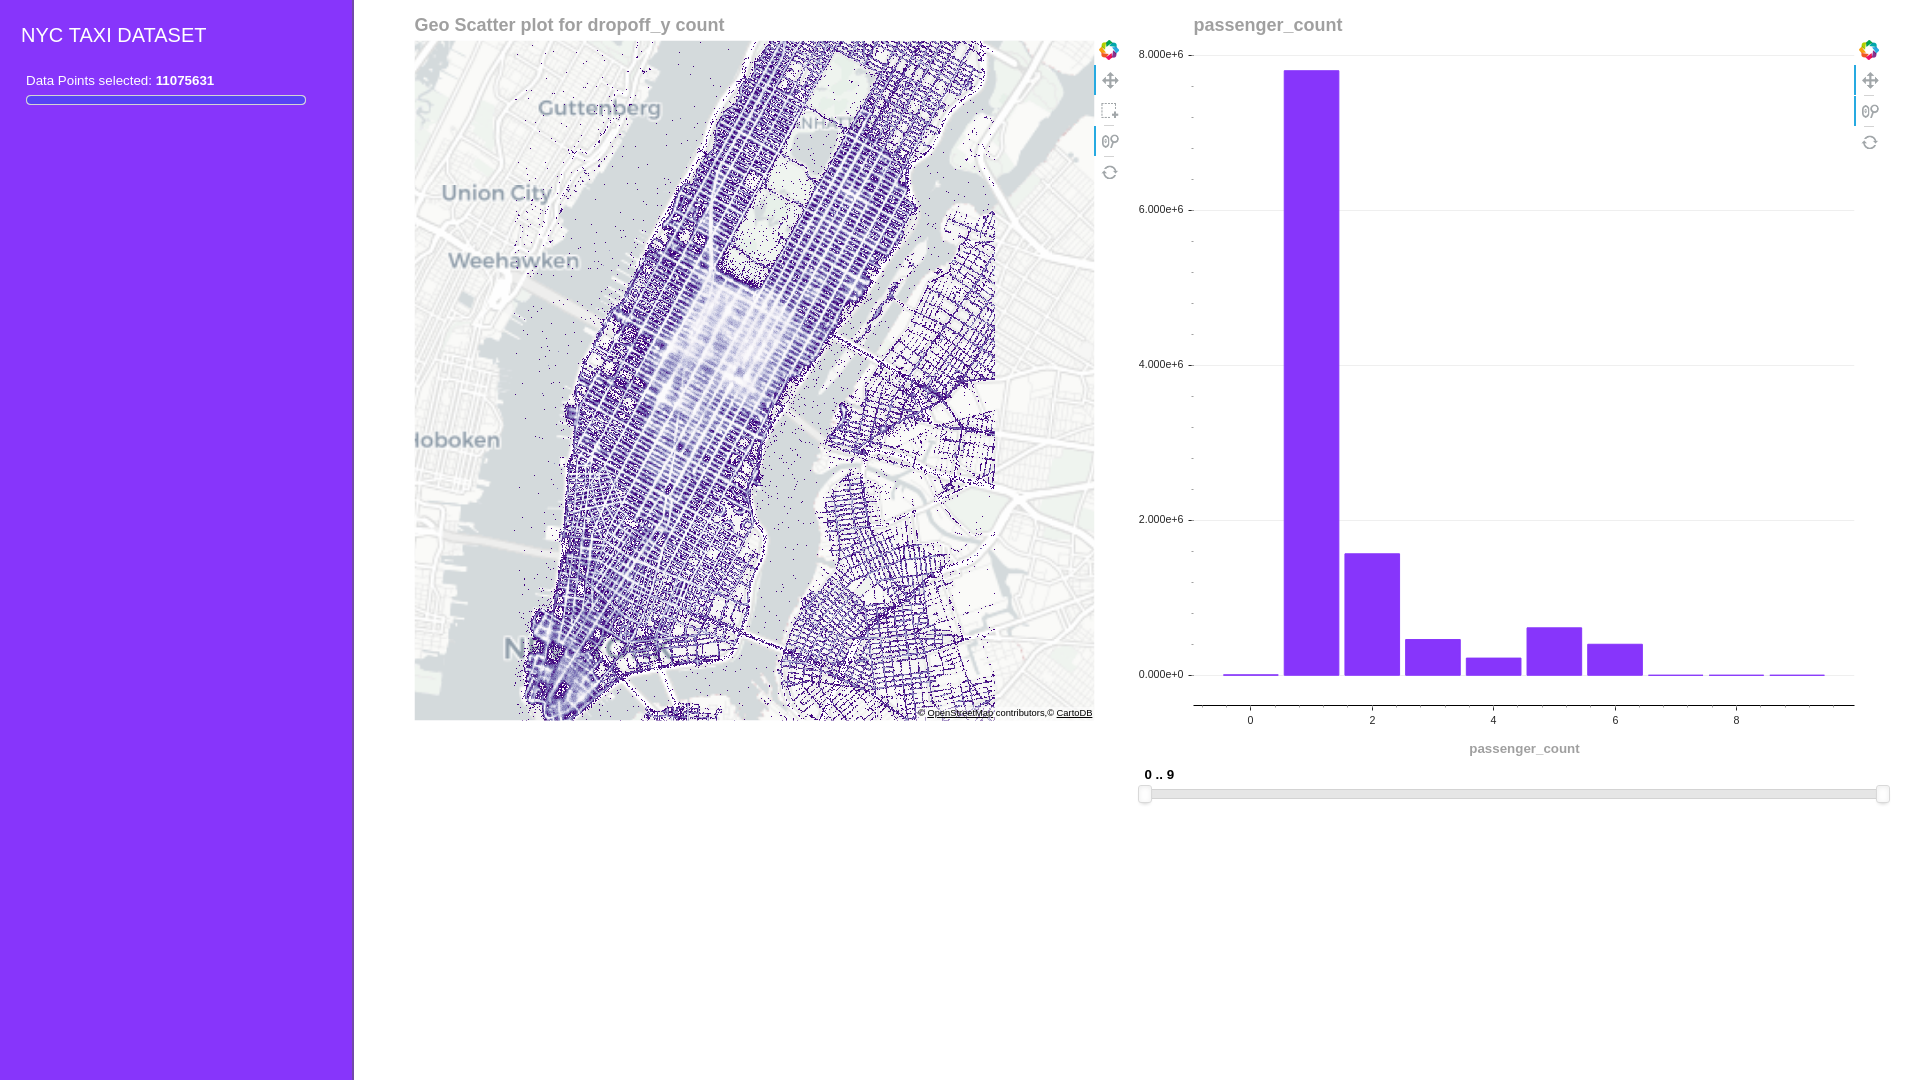 NYC TAXI DATASET
Data Points selected: 11075631
Geo Scatter plot for dropoff_y count
Guttenberg
Union City
Weehawken
Hoboken
© OpenStreetMap contributors,© CartoDB
passenger_count
8.000e+6
6.000e+6
4.000e+6
2.000e+6
0.000e+0
0 2 4 6 8
passenger_count
0 .. 9